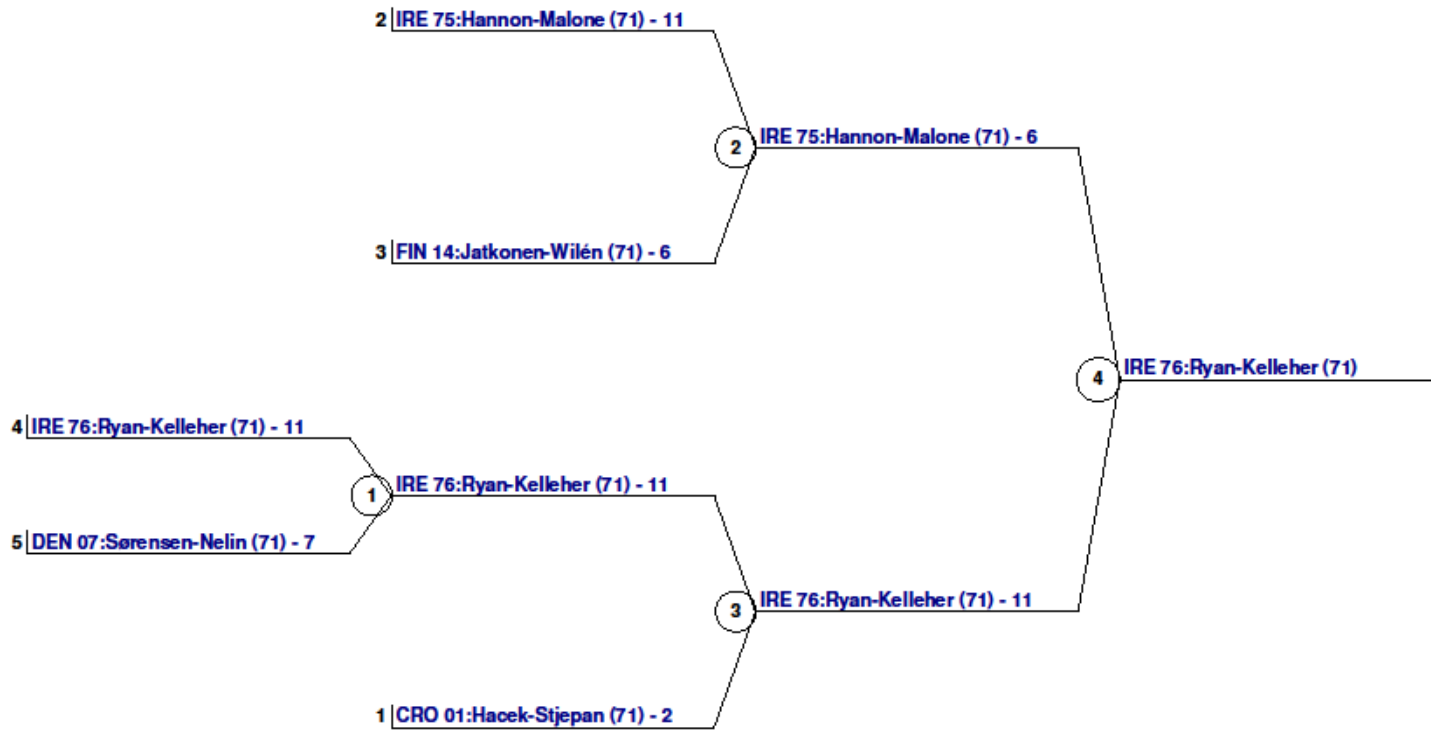 2 IRE 75:Hannon-Malone (71) - 11
2 IRE 75:Hannon-Malone (71) - 6
3 FIN 14:Jatkonen-Wilén (71) - 6
4 IRE 76:Ryan-Kelleher (71)
4 IRE 76:Ryan-Kelleher (71) - 11
1 IRE 76:Ryan-Kelleher (71) - 11
5 DEN 07:Sørensen-Nelin (71) - 7
3 IRE 76:Ryan-Kelleher (71) - 11
1 CRO 01:Hacek-Stjepan (71) - 2